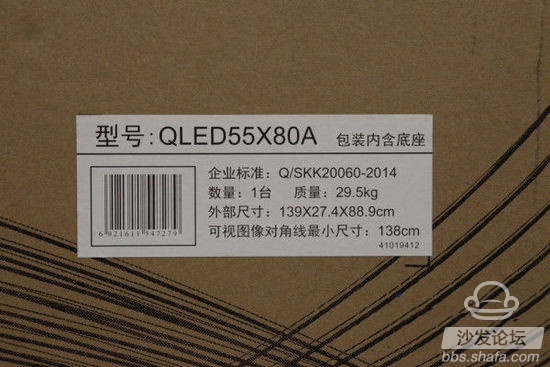 型号: QLED55X80A 包装内含底座
企业标准: Q/SKK20060-2014
数量: 1台 质量: 29.5kg
外部尺寸: 139X27.4X88.9cm
可视图像对角线最小尺寸: 138cm
6921611547279
41019412
沙发论坛
bbs.shafa.com